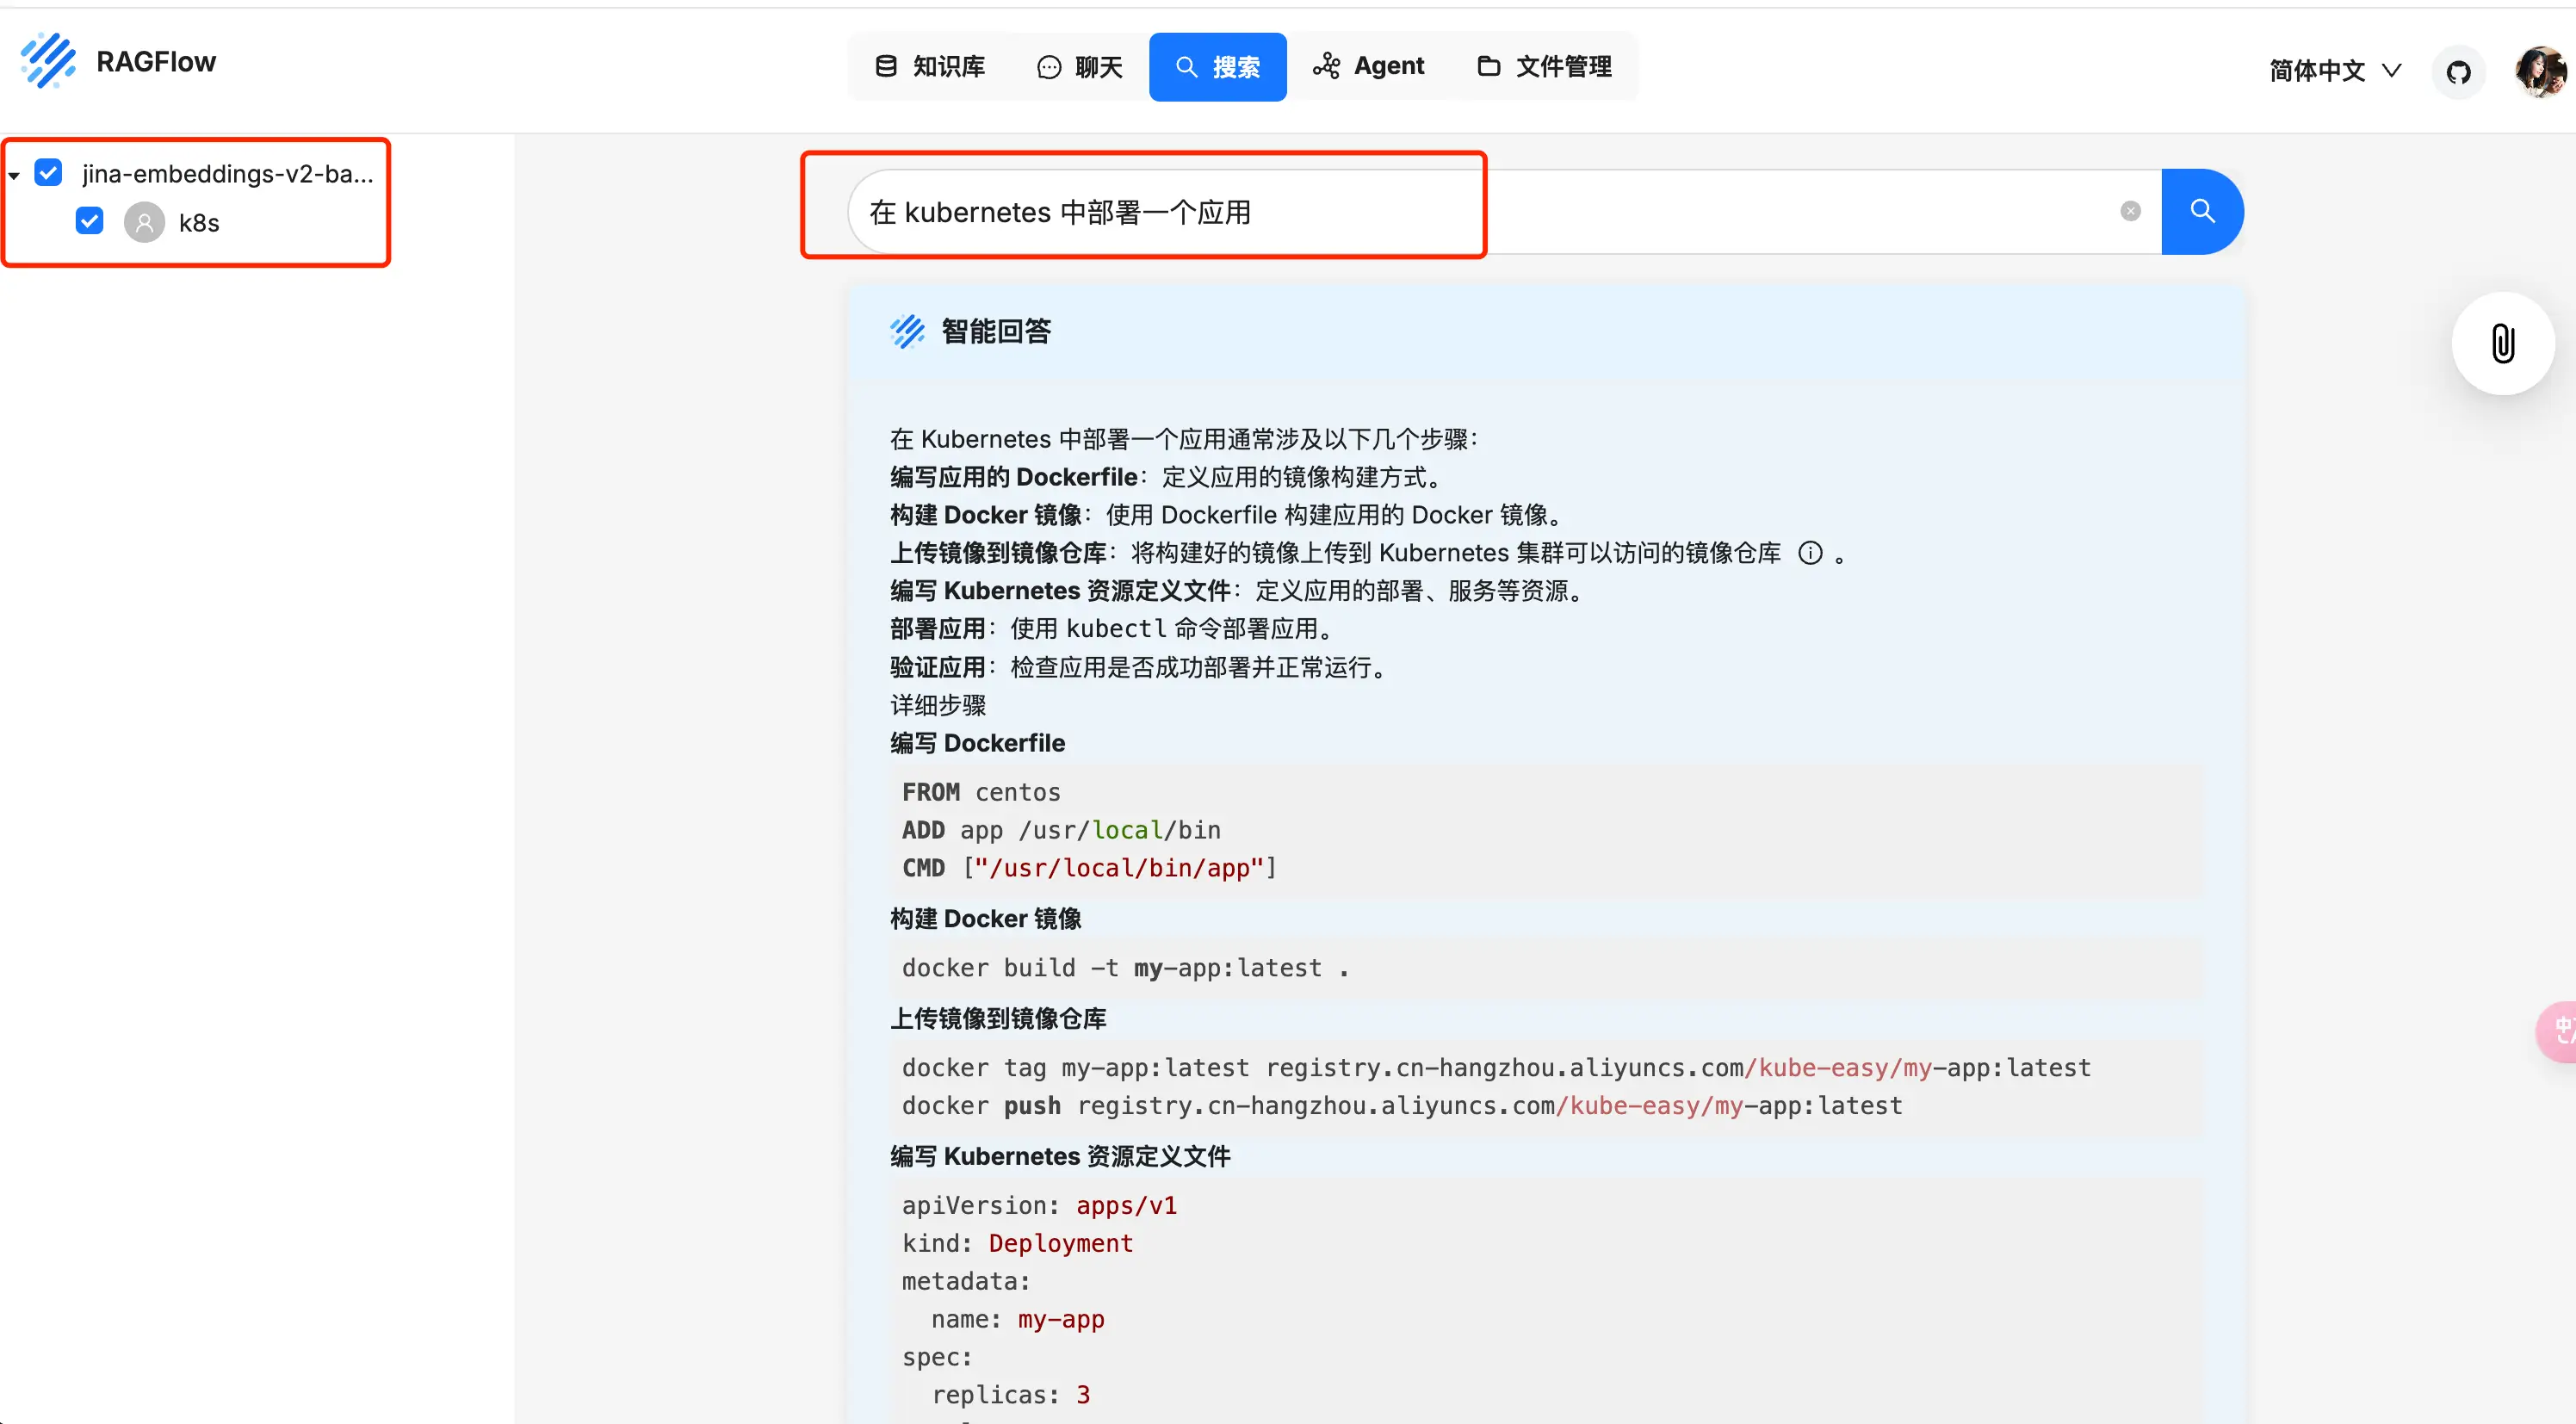 RAGFlow
知识库
聊天
搜索
Agent
文件管理
简体中文
jina-embeddings-v2-ba...
k8s
在 kubernetes 中部署一个应用
智能回答
在 Kubernetes 中部署一个应用通常涉及以下几个步骤：
编写应用的 Dockerfile：定义应用的镜像构建方式。
构建 Docker 镜像：使用 Dockerfile 构建应用的 Docker 镜像。
上传镜像到镜像仓库：将构建好的镜像上传到 Kubernetes 集群可以访问的镜像仓库 。
编写 Kubernetes 资源定义文件：定义应用的部署、服务等资源。
部署应用：使用 kubectl 命令部署应用。
验证应用：检查应用是否成功部署并正常运行。
详细步骤
编写 Dockerfile
FROM centos
ADD app /usr/local/bin
CMD ["/usr/local/bin/app"]
构建 Docker 镜像
docker build -t my-app:latest .
上传镜像到镜像仓库
docker tag my-app:latest registry.cn-hangzhou.aliyuncs.com/kube-easy/my-app:latest
docker push registry.cn-hangzhou.aliyuncs.com/kube-easy/my-app:latest
编写 Kubernetes 资源定义文件
apiVersion: apps/v1
kind: Deployment
metadata:
  name: my-app
spec:
  replicas: 3